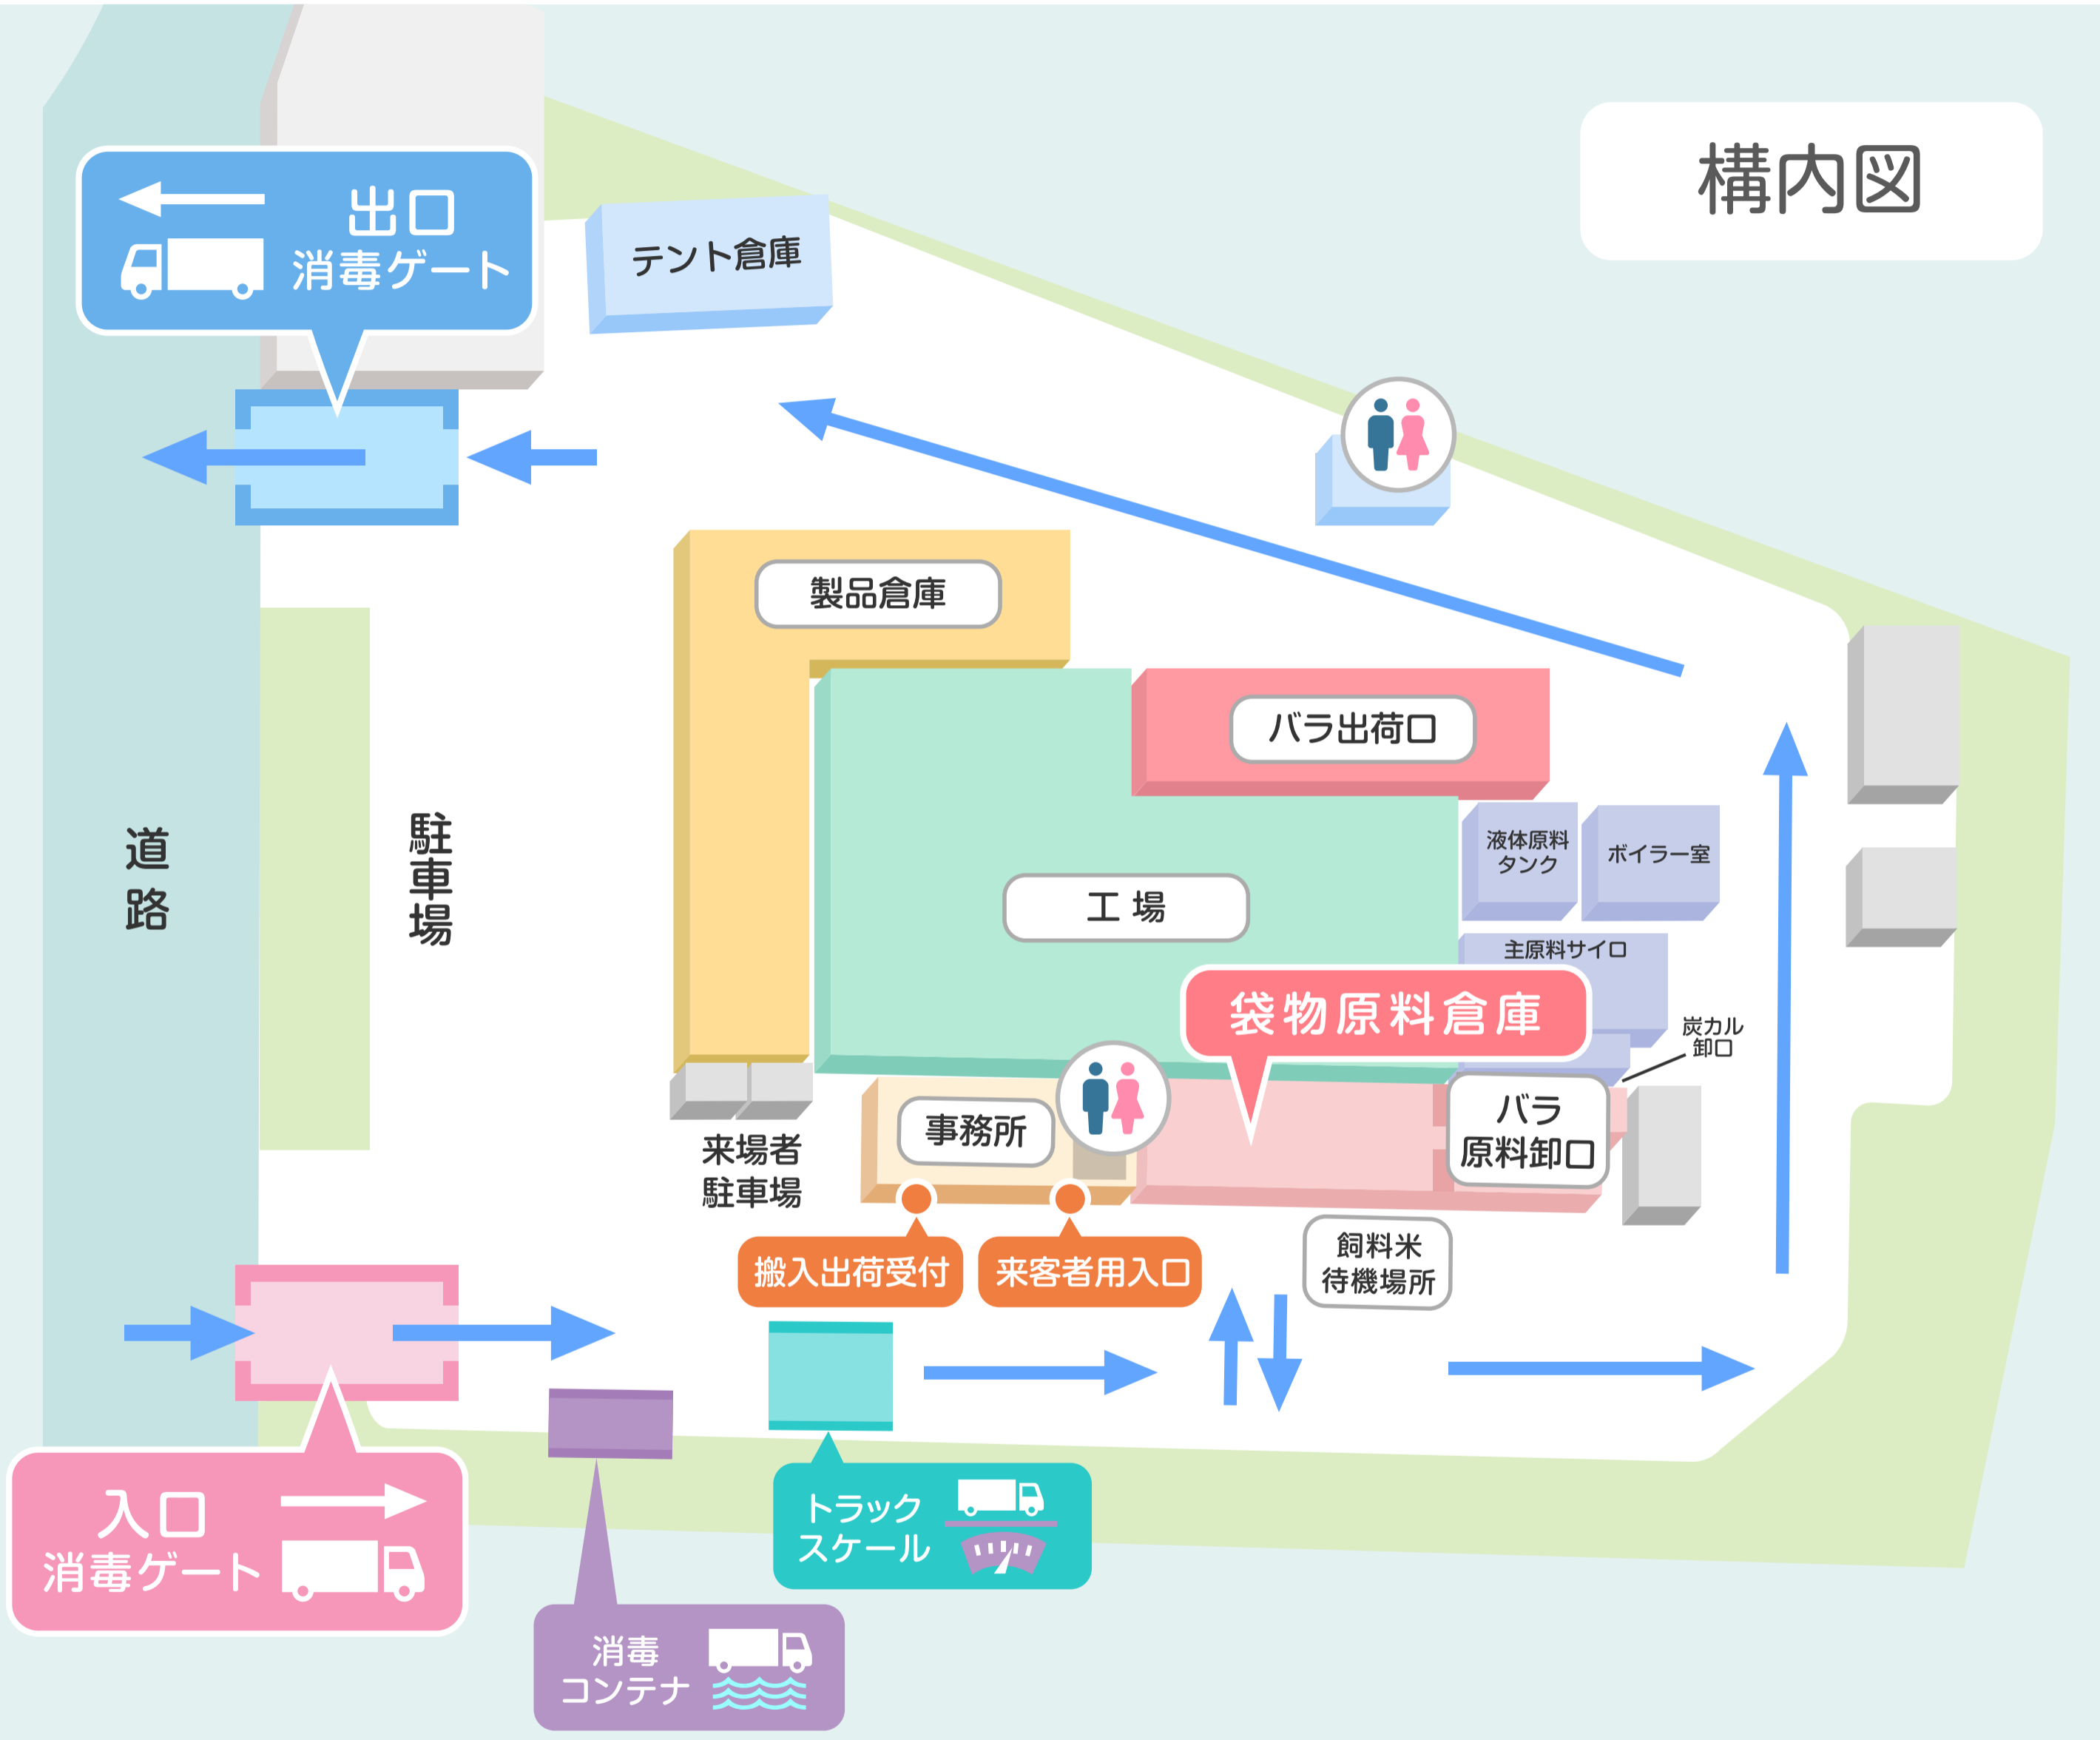 構内図
出口
消毒ゲート
テント倉庫
製品倉庫
バラ出荷口
道路
駐車場
工場
液体原料
タンク
ボイラー室
主原料サイロ
袋物原料倉庫
炭カル
卸口
バラ
原料卸口
事務所
来場者
駐車場
搬入出荷受付
来客者用入口
飼料米
待機場所
入口
消毒ゲート
トラック
スケール
消毒
コンテナ